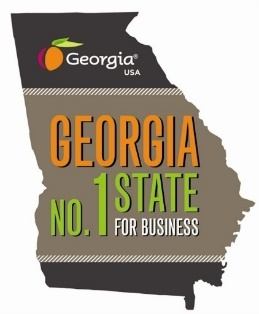 Georgia®
USA
GEORGIA
NO. 1 STATE
FOR BUSINESS